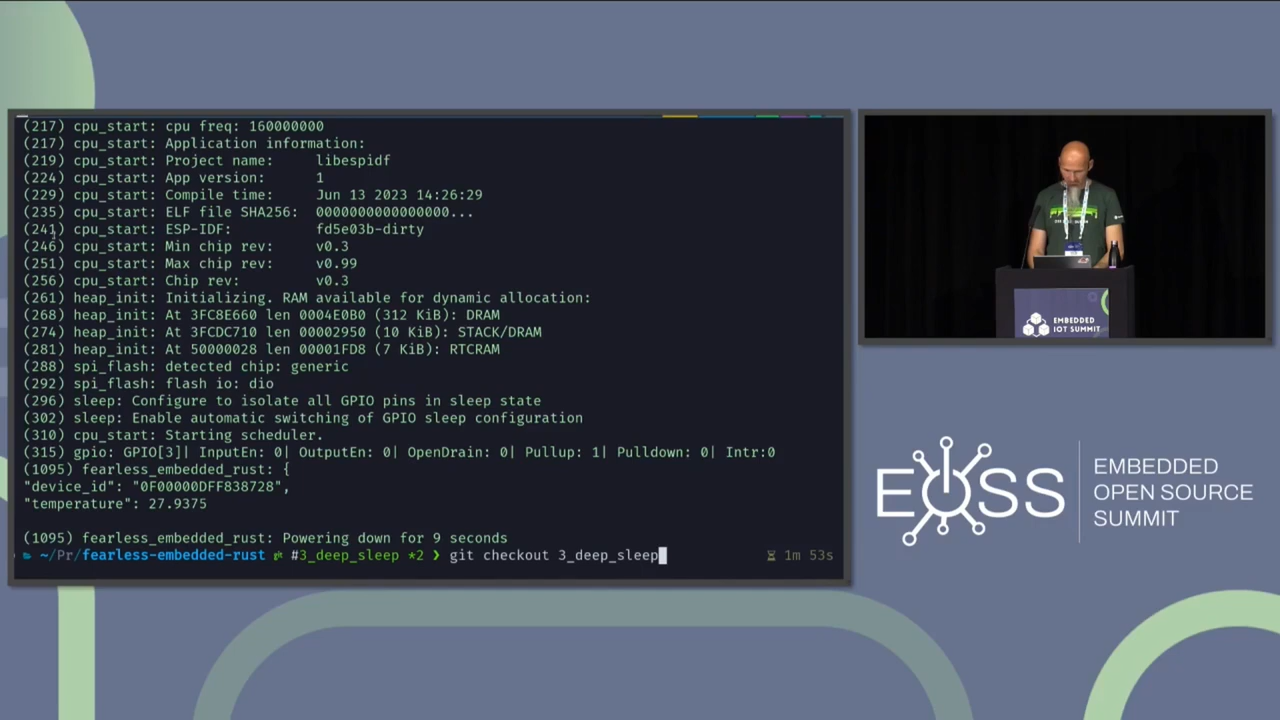 (217) cpu_start: cpu freq: 160000000
(217) cpu_start: Application information:
(219) cpu_start: Project name:     libespidf
(224) cpu_start: App version:      1
(229) cpu_start: Compile time:     Jun 13 2023 14:26:29
(235) cpu_start: ELF file SHA256:  0000000000000000...
(241) cpu_start: ESP-IDF:          fd5e03b-dirty
(246) cpu_start: Min chip rev:     v0.3
(251) cpu_start: Max chip rev:     v0.99
(256) cpu_start: Chip rev:         v0.3
(261) heap_init: Initializing. RAM available for dynamic allocation:
(268) heap_init: At 3FC8E660 len 0004E0B0 (312 KiB): DRAM
(274) heap_init: At 3FCDC710 len 00002950 (10 KiB): STACK/DRAM
(281) heap_init: At 50000028 len 00001FD8 (7 KiB): RTCRAM
(288) spi_flash: detected chip: generic
(292) spi_flash: flash io: dio
(296) sleep: Configure to isolate all GPIO pins in sleep state
(302) sleep: Enable automatic switching of GPIO sleep configuration
(310) cpu_start: Starting scheduler.
(315) gpio: GPIO[3]| InputEn: 0| OutputEn: 0| OpenDrain: 0| Pullup: 1| Pulldown: 0| Intr:0
(1095) fearless_embedded_rust: {
"device_id": "0F00000DFF838728",
"temperature": 27.9375
(1095) fearless_embedded_rust: Powering down for 9 seconds
~/Pr/fearless-embedded-rust #3_deep_sleep *2 ❯ git checkout 3_deep_sleep 1m 53s
EMBEDDED
IOT SUMMIT
EOSS
EMBEDDED
OPEN SOURCE
SUMMIT